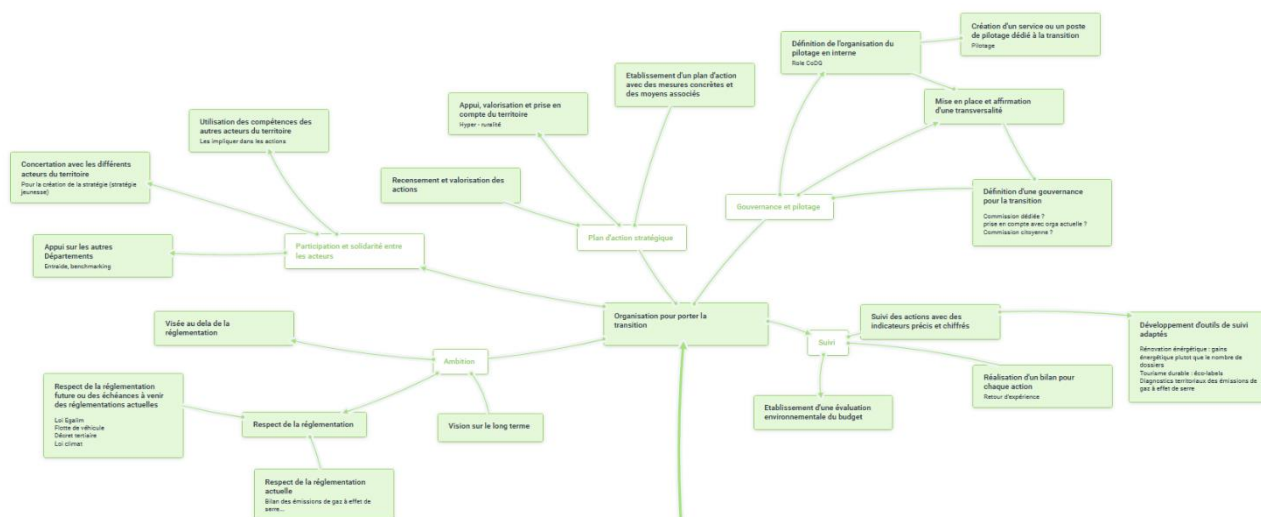 Création d'un service ou un poste
de pilotage dédié à la transition
Pilotage
Définition de l'organisation du
pilotage en interne
Role CoDG
Etablissement d'un plan d'action
avec des mesures concrètes et
des moyens associés
Mise en place et affirmation
d'une transversalité
Appui, valorisation et prise en
compte du territoire
Hyper - ruralité
Utilisation des compétences des
autres acteurs du territoire
Les impliquer dans les actions
Concertation avec les différents
acteurs du territoire
Pour la création de la stratégie (stratégie
jeunesse)
Recensement et valorisation des
actions
Définition d'une gouvernance
pour la transition
Commission dédiée ?
prise en compte avec orga actuelle ?
Commission citoyenne ?
Gouvernance et pilotage
Plan d'action stratégique
Participation et solidarité entre
les acteurs
Appui sur les autres
Départements
Entraide, benchmarking
Organisation pour porter la
transition
Visée au dela de la
réglementation
Suivi des actions avec des
indicateurs précis et chiffrés
Développement d'outils de suivi
adaptés
Rénovation énérgétique : gains
énergétique plutot que le nombre de
dossiers
Tourisme durable : éco-labels
Diagnostics territoriaux des émissions de
gaz à effet de serre
Suivi
Ambition
Réalisation d'un bilan pour
chaque action
Retour d'expérience
Respect de la réglementation
future ou des échéances à venir
des réglementations actuelles
Loi Egalim
Flotte de véhicule
Décret tertiaire
Loi climat
Etablissement d'une évaluation
environnementale du budget
Respect de la réglementation
Vision sur le long terme
Respect de la réglementation
actuelle
Bilan des émissions de gaz à effet de
serre...